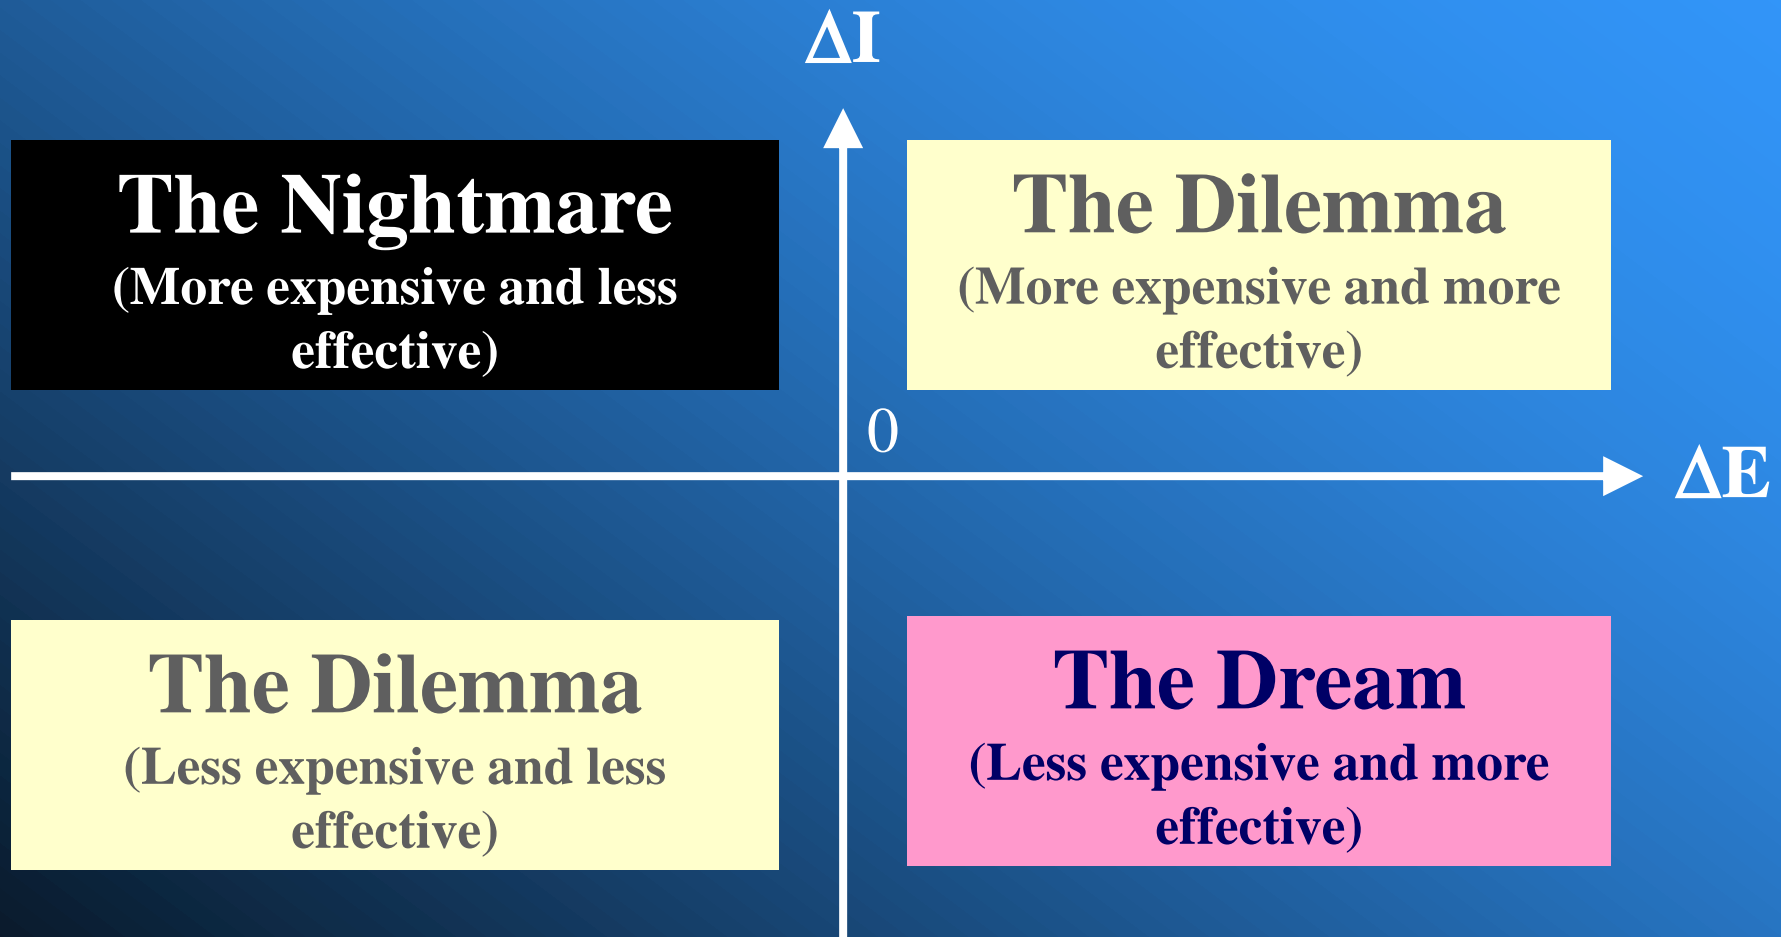 ΔI
The Nightmare
(More expensive and less
effective)
The Dilemma
(More expensive and more
effective)
0
ΔE
The Dilemma
(Less expensive and less
effective)
The Dream
(Less expensive and more
effective)